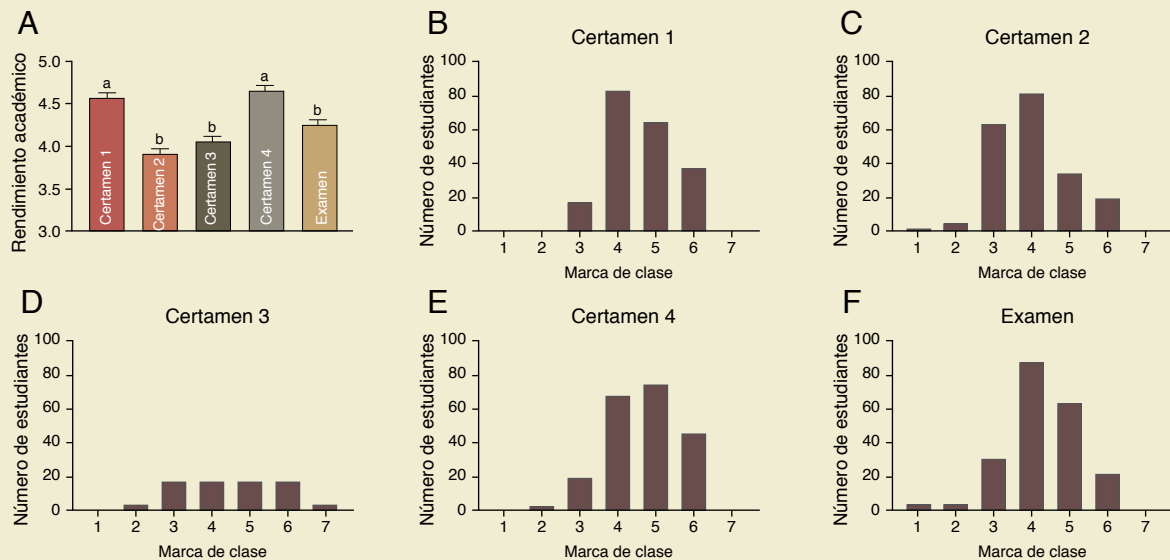 A
Rendimiento académico
5.0
4.5
4.0
3.5
3.0
a
b
b
a
b
Certamen 1
Certamen 2
Certamen 3
Certamen 4
Examen
B
Certamen 1
Número de estudiantes
100
80
60
40
20
0
1 2 3 4 5 6 7
Marca de clase
C
Certamen 2
Número de estudiantes
100
80
60
40
20
0
1 2 3 4 5 6 7
Marca de clase
D
Certamen 3
Número de estudiantes
100
80
60
40
20
0
1 2 3 4 5 6 7
Marca de clase
E
Certamen 4
Número de estudiantes
100
80
60
40
20
0
1 2 3 4 5 6 7
Marca de clase
F
Examen
Número de estudiantes
100
80
60
40
20
0
1 2 3 4 5 6 7
Marca de clase